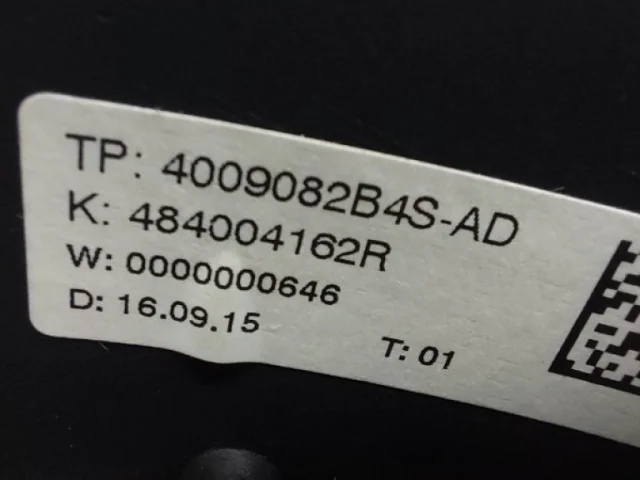 TP: 4009082B4S-AD
K: 484004162R
W: 0000000646
D: 16.09.15
T: 01